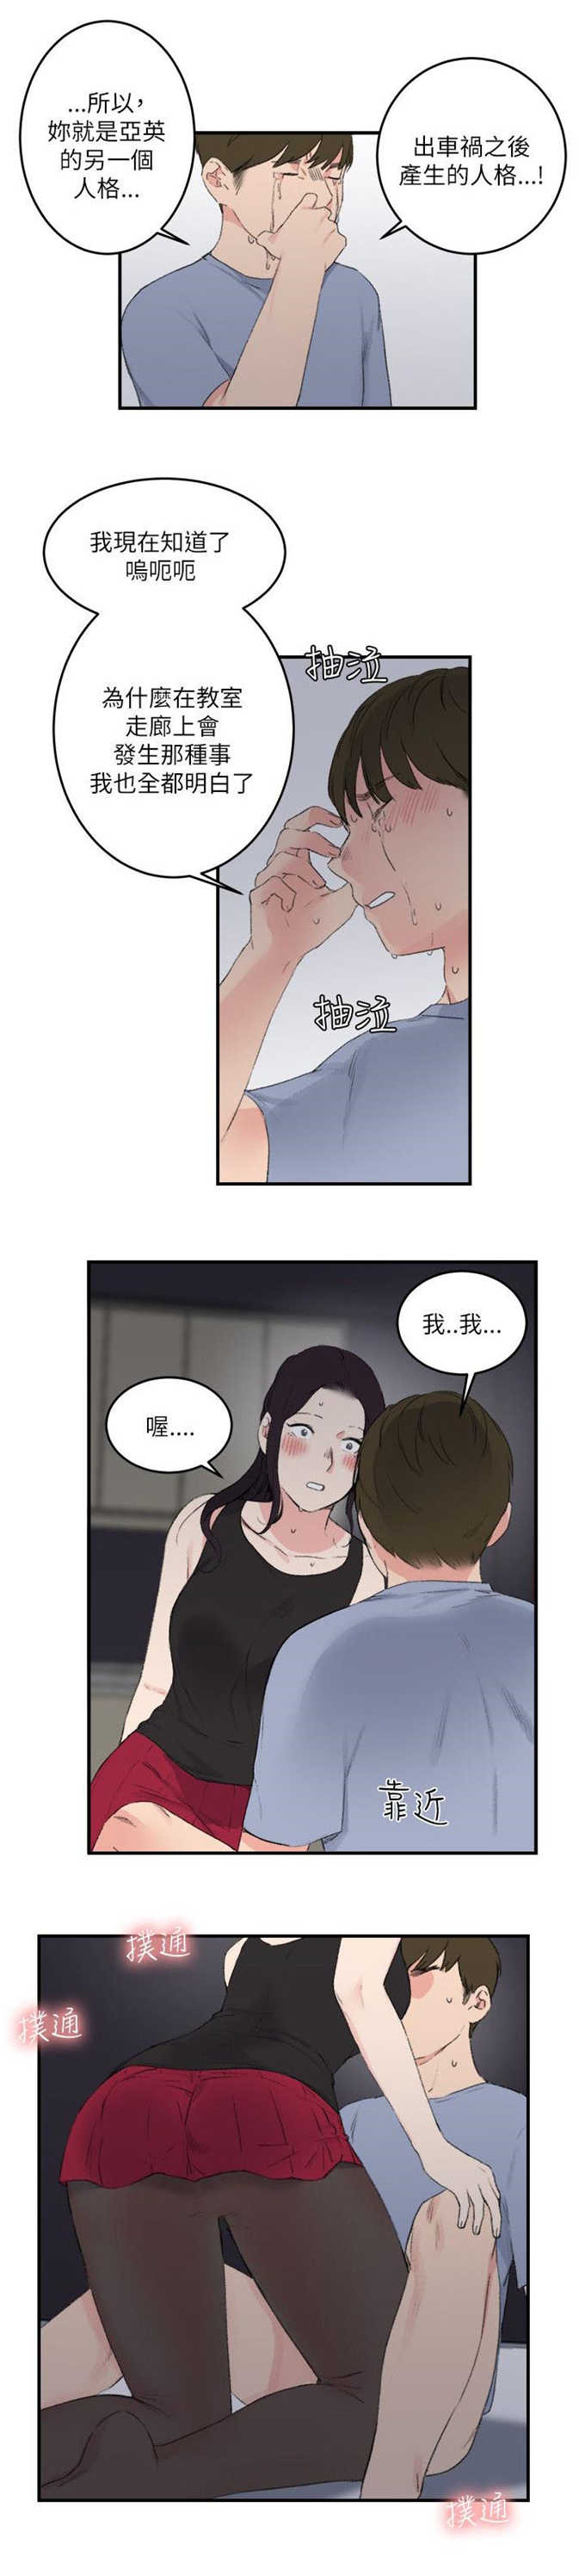 ...所以,
妳就是亞英
的另一個
人格...
出車禍之後
產生的人格...!
我現在知道了
嗚呃呃
為什麼在教室
走廊上會
發生那種事
我也全都明白了
抽泣
抽泣
我..我...
喔....
靠近
撲通
撲通
撲通